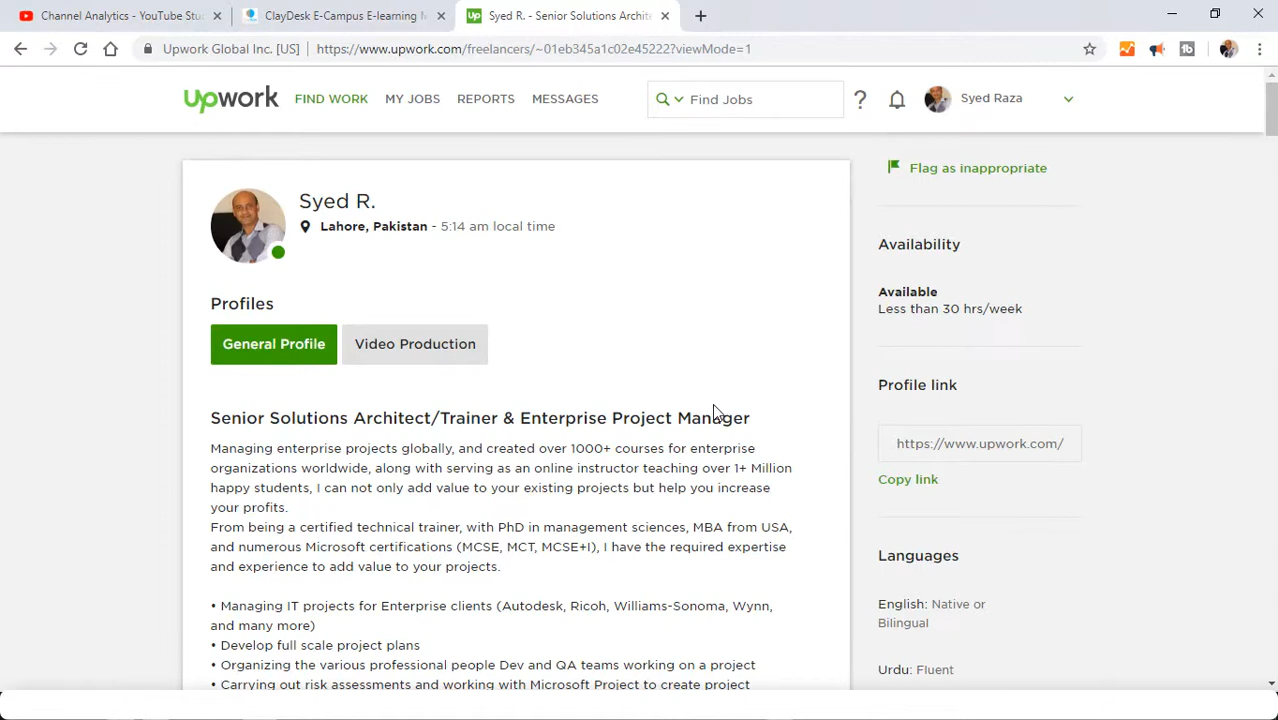 Channel Analytics - YouTube Stu
ClayDesk E-Campus E-learning M
Syed R. - Senior Solutions Archite
Upwork Global Inc. [US]
https://www.upwork.com/freelancers/~01eb345a1c02e45222?viewMode=1
upwork
FIND WORK
MY JOBS
REPORTS
MESSAGES
Find Jobs
?
Syed Raza
Syed R.
Lahore, Pakistan - 5:14 am local time
Profiles
General Profile
Video Production
Senior Solutions Architect/Trainer & Enterprise Project Manager
Managing enterprise projects globally, and created over 1000+ courses for enterprise
organizations worldwide, along with serving as an online instructor teaching over 1+ Million
happy students, I can not only add value to your existing projects but help you increase
your profits.
From being a certified technical trainer, with PhD in management sciences, MBA from USA,
and numerous Microsoft certifications (MCSE, MCT, MCSE+I), I have the required expertise
and experience to add value to your projects.
• Managing IT projects for Enterprise clients (Autodesk, Ricoh, Williams-Sonoma, Wynn,
and many more)
• Develop full scale project plans
• Organizing the various professional people Dev and QA teams working on a project
• Carrying out risk assessments and working with Microsoft Project to create project
Flag as inappropriate
Availability
Available
Less than 30 hrs/week
Profile link
https://www.upwork.com/
Copy link
Languages
English: Native or
Bilingual
Urdu: Fluent